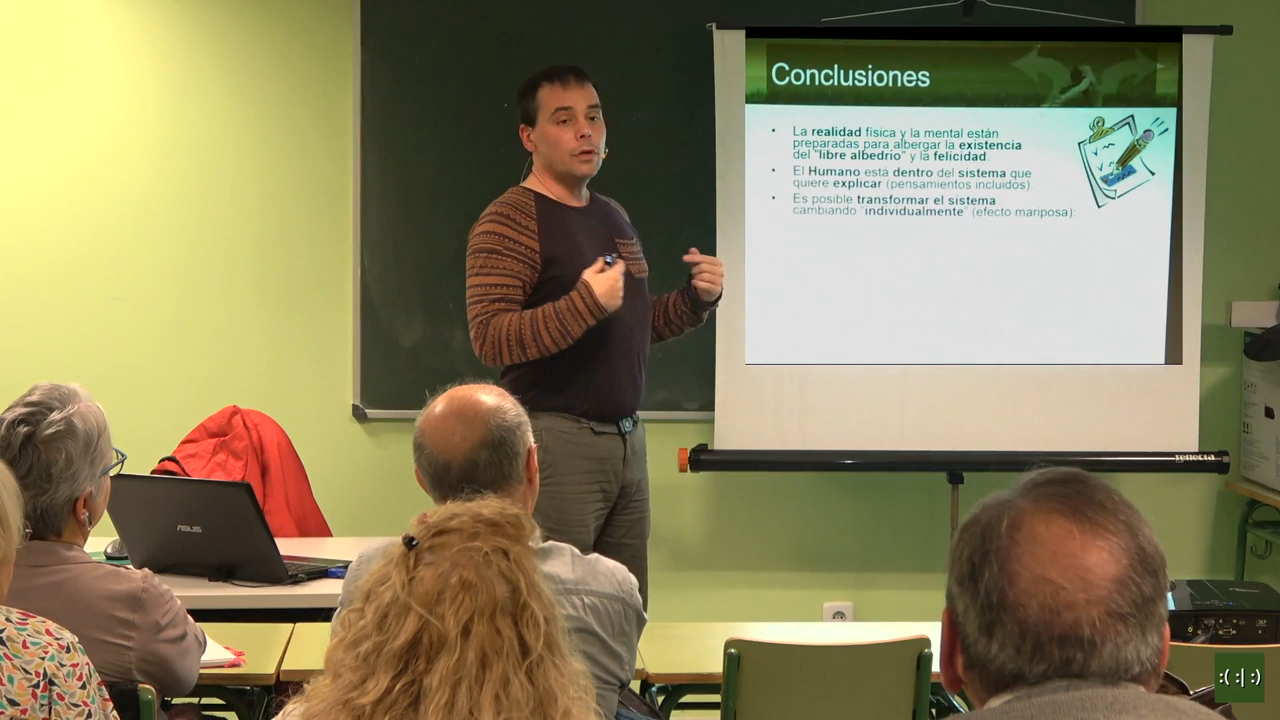 Conclusiones
• La realidad física y la mental están
preparadas para albergar la existencia
del "libre albedrio" y la felicidad.
• El Humano está dentro del sistema que
quiere explicar (pensamientos incluidos).
• Es posible transformar el sistema
cambiando "individualmente" (efecto mariposa):
reflecta
ASUS
:( :| :)